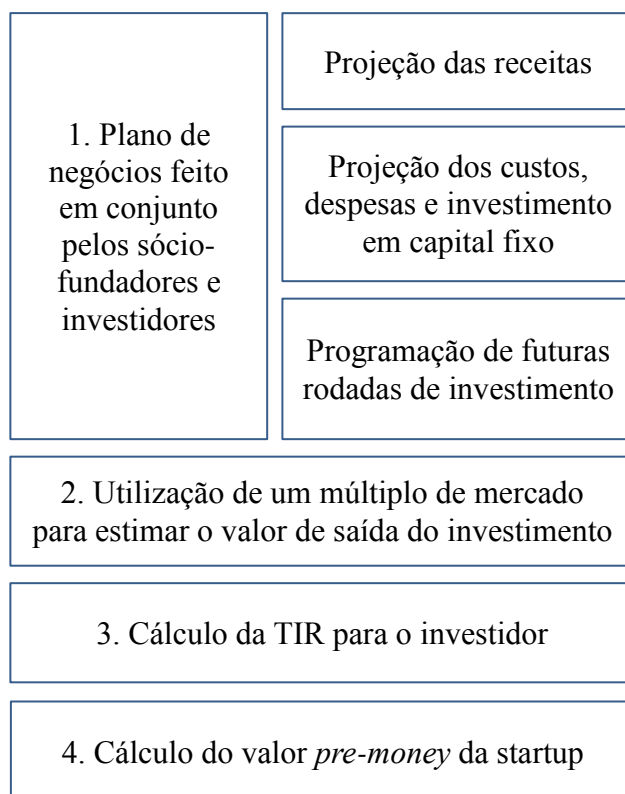 1. Plano de
negócios feito
em conjunto
pelos sócio-
fundadores e
investidores
Projeção das receitas
Projeção dos custos,
despesas e investimento
em capital fixo
Programação de futuras
rodadas de investimento
2. Utilização de um múltiplo de mercado
para estimar o valor de saída do investimento
3. Cálculo da TIR para o investidor
4. Cálculo do valor pre-money da startup